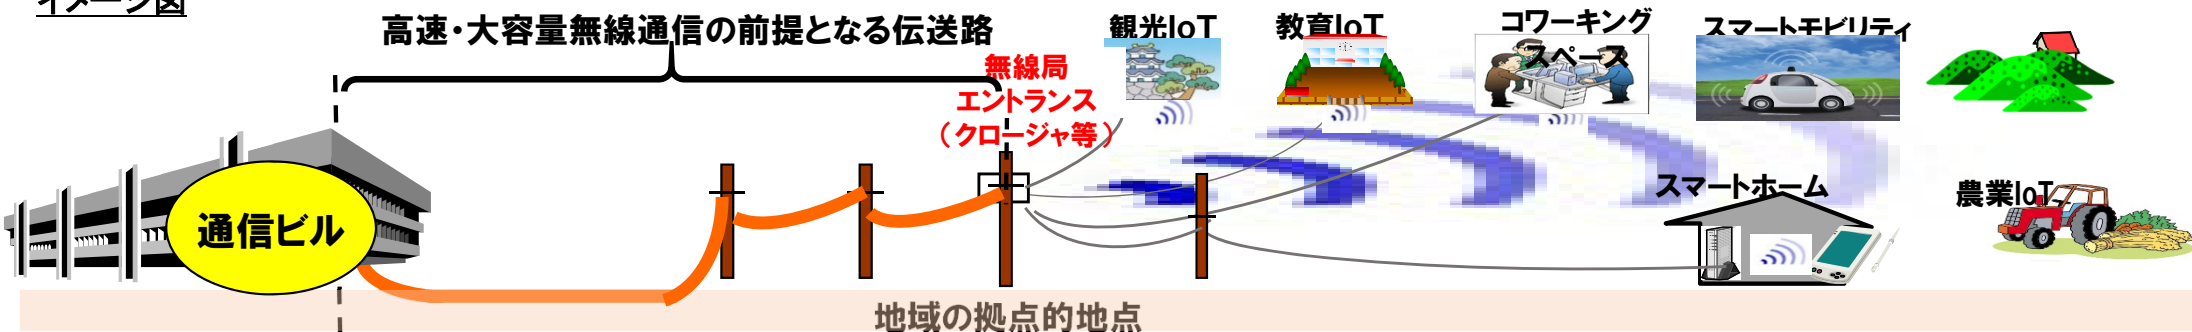 イメージ図
高速・大容量無線通信の前提となる伝送路
観光IoT
教育IoT
コワーキング
スペース
スマートモビリティ
無線局
エントランス
（クロージャ等）
通信ビル
スマートホーム
農業IoT
地域の拠点的地点